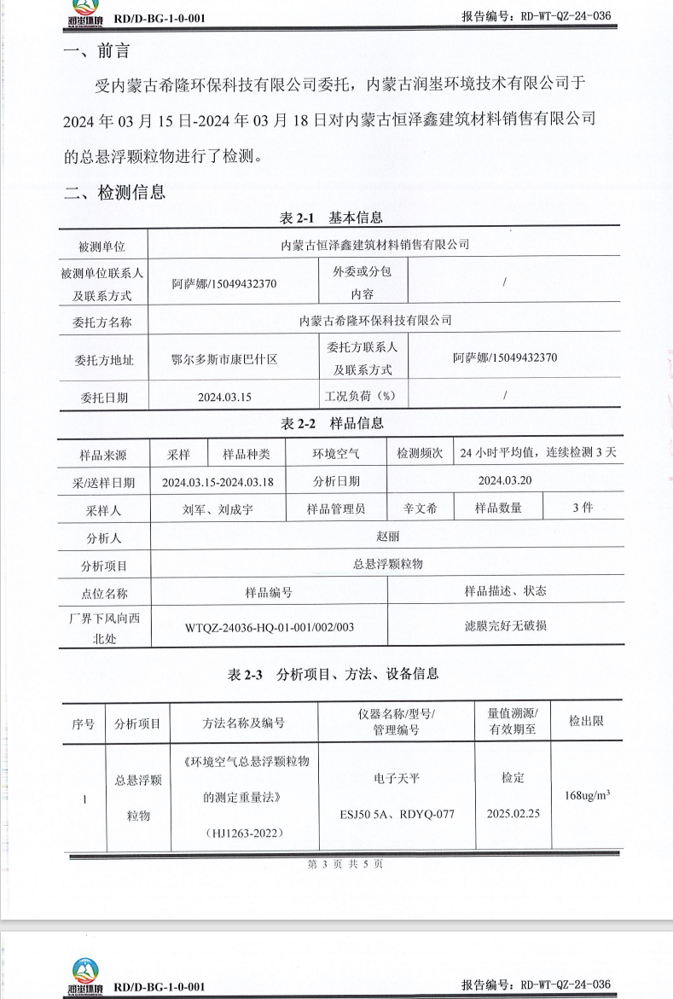 润埊环境
RD/D-BG-1-0-001 报告编号：RD-WT-QZ-24-036
一、前言
受内蒙古希隆环保科技有限公司委托，内蒙古润埊环境技术有限公司于
2024 年 03 月 15 日-2024 年 03 月 18 日对内蒙古恒泽鑫建筑材料销售有限公司
的总悬浮颗粒物进行了检测。
二、检测信息
表 2-1 基本信息
被测单位 内蒙古恒泽鑫建筑材料销售有限公司
被测单位联系人及联系方式 阿萨娜/15049432370 外委或分包内容 /
委托方名称 内蒙古希隆环保科技有限公司
委托方地址 鄂尔多斯市康巴什区 委托方联系人及联系方式 阿萨娜/15049432370
委托日期 2024.03.15 工况负荷（%） /
表 2-2 样品信息
样品来源 采样 样品种类 环境空气 检测频次 24 小时平均值，连续检测 3 天
采/送样日期 2024.03.15-2024.03.18 分析日期 2024.03.20
采样人 刘军、刘成宇 样品管理员 辛文希 样品数量 3 件
分析人 赵丽
分析项目 总悬浮颗粒物
点位名称 样品编号 样品描述、状态
厂界下风向西北处 WTQZ-24036-HQ-01-001/002/003 滤膜完好无破损
表 2-3 分析项目、方法、设备信息
序号 分析项目 方法名称及编号 仪器名称/型号/管理编号 量值溯源/有效期至 检出限
1 总悬浮颗粒物 《环境空气总悬浮颗粒物的测定重量法》（HJ1263-2022） 电子天平 ESJ50 5A、RDYQ-077 检定 2025.02.25 168ug/m³
第 3 页 共 5 页
润埊环境
RD/D-BG-1-0-001 报告编号：RD-WT-QZ-24-036